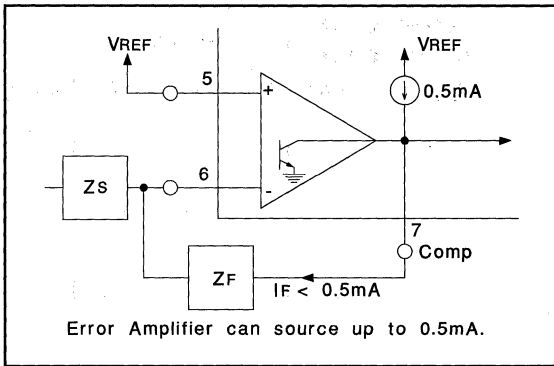 VREF
VREF
5
+
0.5mA
ZS
6
-
7
Comp
ZF
IF < 0.5mA
Error Amplifier can source up to 0.5mA.